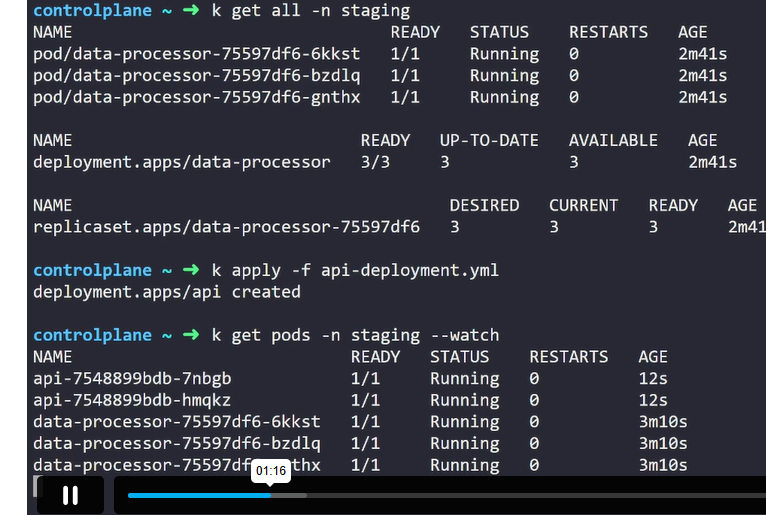 controlplane ~ ➜ k get all -n staging
NAME READY STATUS RESTARTS AGE
pod/data-processor-75597df6-6kkst 1/1 Running 0 2m41s
pod/data-processor-75597df6-bzdlq 1/1 Running 0 2m41s
pod/data-processor-75597df6-gnthx 1/1 Running 0 2m41s
NAME READY UP-TO-DATE AVAILABLE AGE
deployment.apps/data-processor 3/3 3 3 2m41s
NAME DESIRED CURRENT READY AGE
replicaset.apps/data-processor-75597df6 3 3 3 2m41
controlplane ~ ➜ k apply -f api-deployment.yml
deployment.apps/api created
controlplane ~ ➜ k get pods -n staging --watch
NAME READY STATUS RESTARTS AGE
api-7548899bdb-7nbgb 1/1 Running 0 12s
api-7548899bdb-hmqkz 1/1 Running 0 12s
data-processor-75597df6-6kkst 1/1 Running 0 3m10s
data-processor-75597df6-bzdlq 1/1 Running 0 3m10s
thx 1/1 Running 0 3m10s
01:16